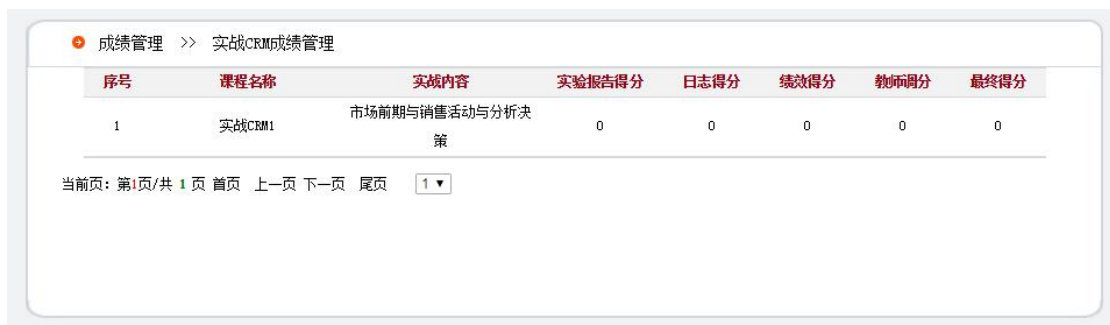 成绩管理 >> 实战CRM成绩管理
序号 课程名称 实战内容 实验报告得分 日志得分 绩效得分 教师调分 最终得分
1 实战CRM1 市场前期与销售活动与分析决 0 0 0 0 0
策
当前页: 第1页/共 1 页 首页 上一页 下一页 尾页 1